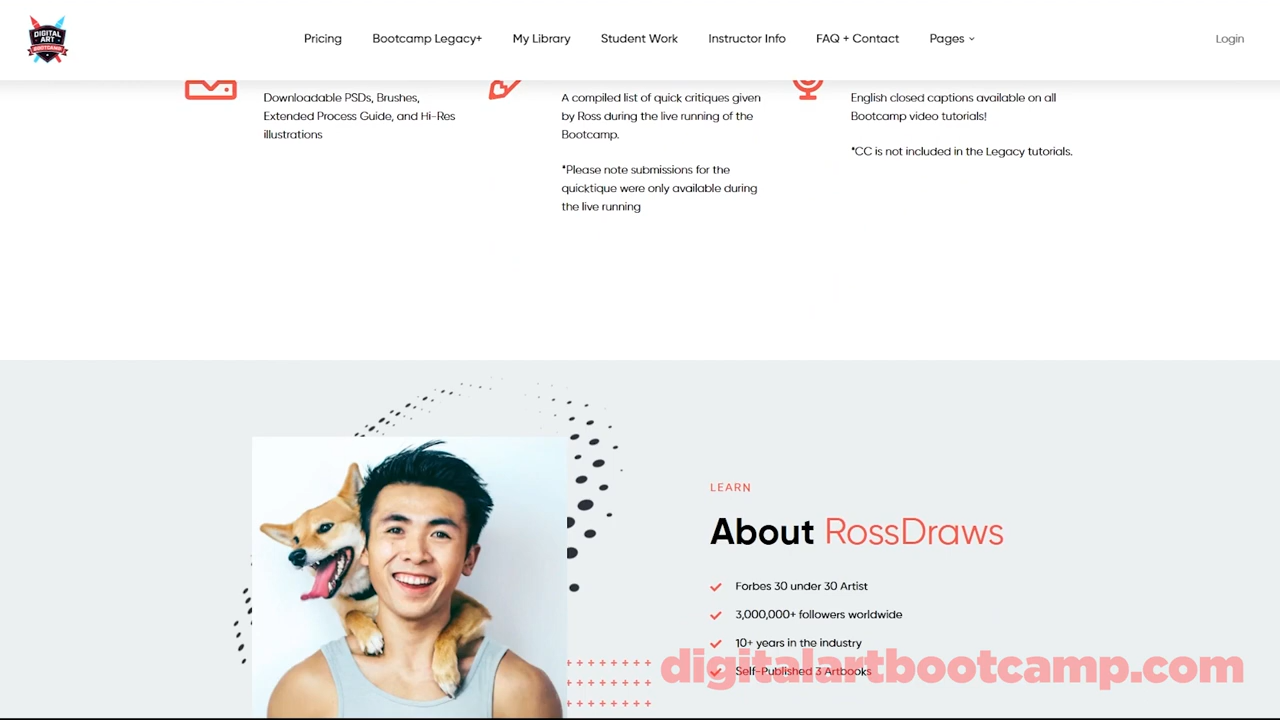 DIGITAL
ART
BOOTCAMP
Pricing
Bootcamp Legacy+
My Library
Student Work
Instructor Info
FAQ + Contact
Pages
Login
Downloadable PSDs, Brushes,
Extended Process Guide, and Hi-Res
illustrations
A compiled list of quick critiques given
by Ross during the live running of the
Bootcamp.
*Please note submissions for the
quicktique were only available during
the live running
English closed captions available on all
Bootcamp video tutorials!
*CC is not included in the Legacy tutorials.
LEARN
About RossDraws
Forbes 30 under 30 Artist
3,000,000+ followers worldwide
10+ years in the industry
Self-Published 3 Artbooks
digitalartbootcamp.com